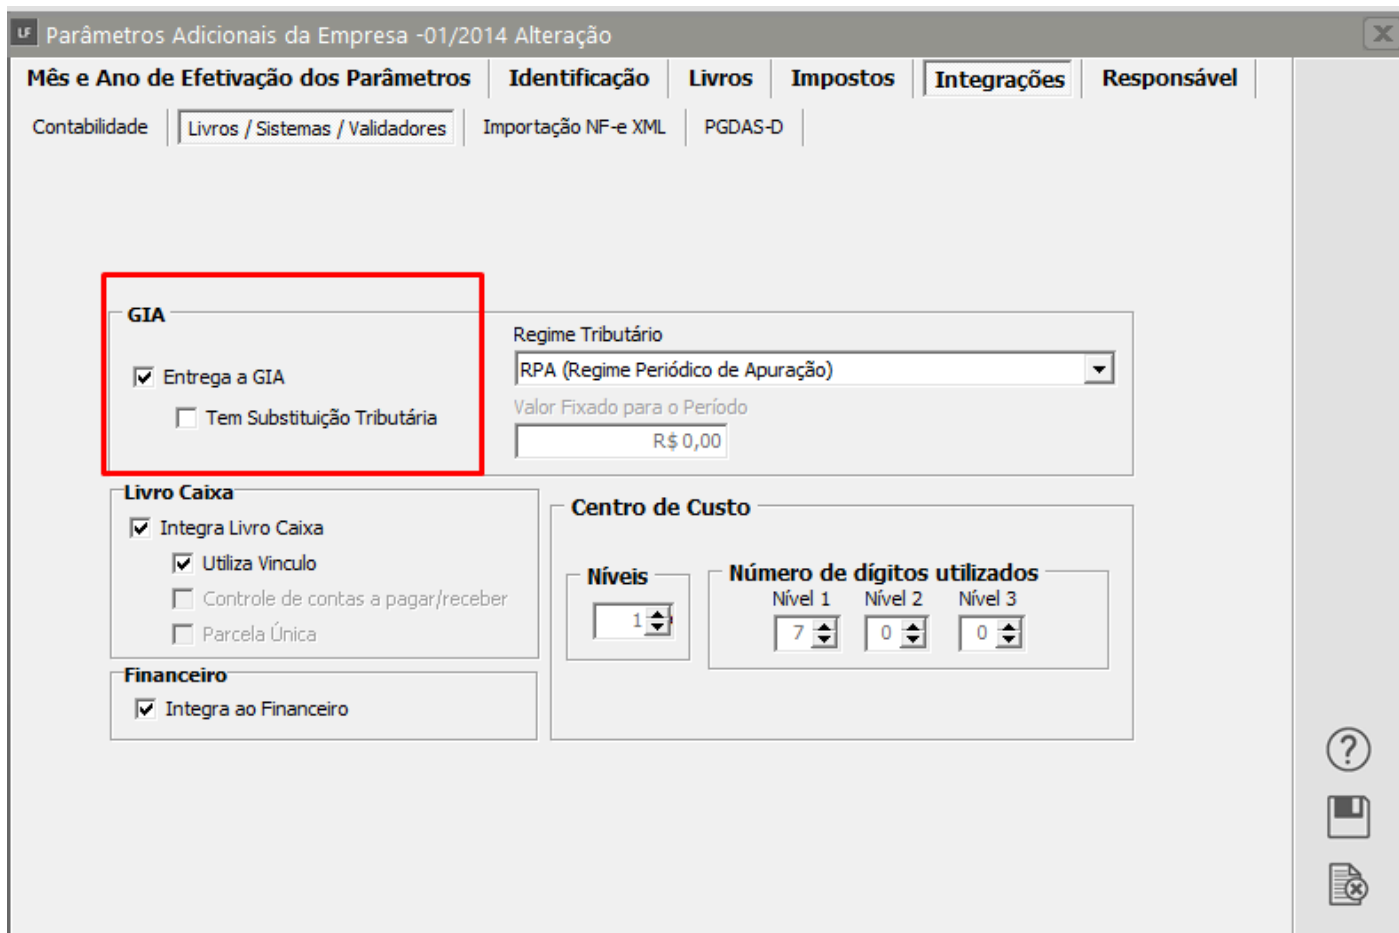 LF Parâmetros Adicionais da Empresa -01/2014 Alteração
Mês e Ano de Efetivação dos Parâmetros Identificação Livros Impostos Integrações Responsável
Contabilidade Livros / Sistemas / Validadores Importação NF-e XML PGDAS-D
GIA
Regime Tributário
Entrega a GIA
RPA (Regime Periódico de Apuração)
Tem Substituição Tributária
Valor Fixado para o Período
R$ 0,00
Livro Caixa
Integra Livro Caixa
Utiliza Vinculo
Controle de contas a pagar/receber
Parcela Única
Centro de Custo
Níveis
1
Número de dígitos utilizados
Nível 1 Nível 2 Nível 3
7 0 0
Financeiro
Integra ao Financeiro